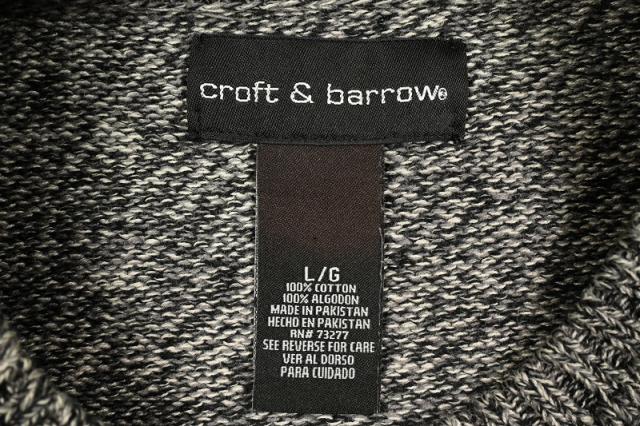 croft & barrow®
L/G
100% COTTON
100% ALGODON
MADE IN PAKISTAN
HECHO EN PAKISTAN
RN# 73277
SEE REVERSE FOR CARE
VER AL DORSO
PARA CUIDADO